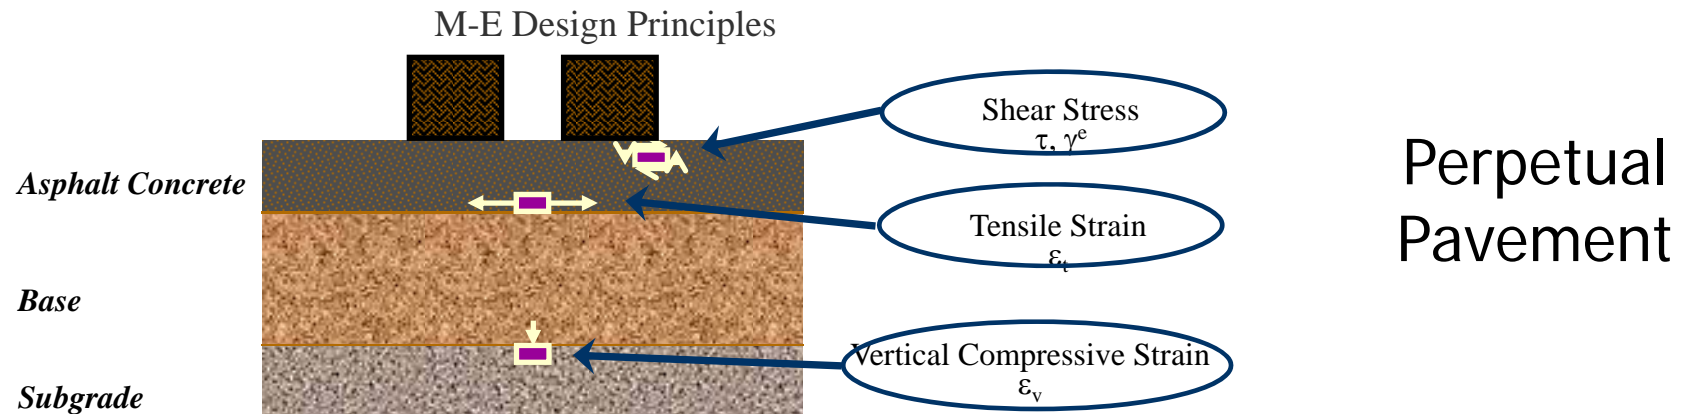 M-E Design Principles
Shear Stress
τ, γᵉ
Asphalt Concrete
Tensile Strain
εₜ
Base
Vertical Compressive Strain
εᵥ
Subgrade
Perpetual
Pavement